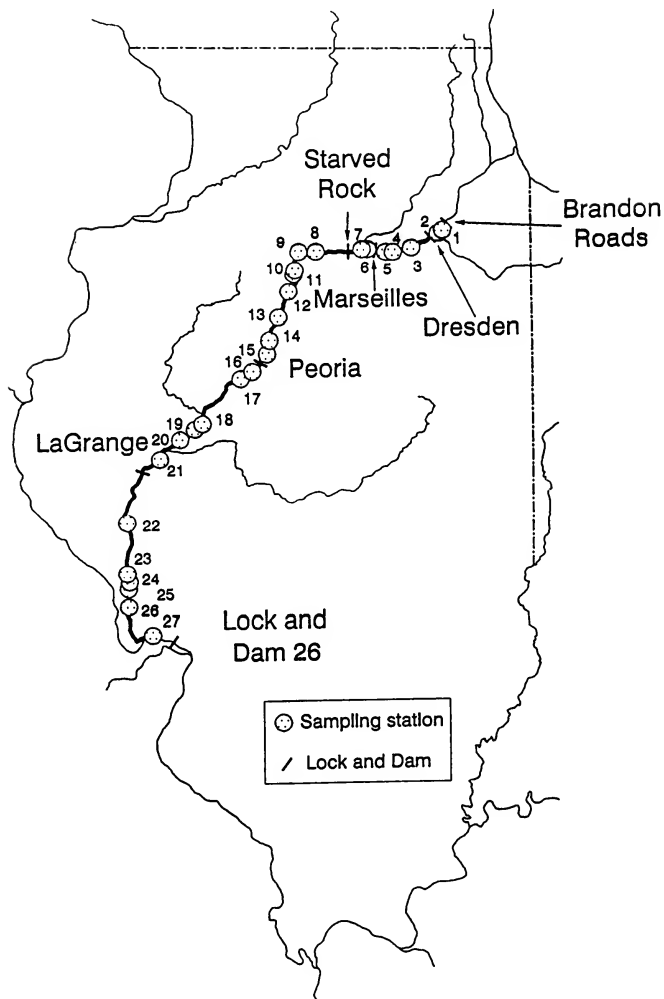 Starved
Rock
Brandon
Roads
2
1
9
8
7
4
3
6
5
10
11
Marseilles
12
Dresden
13
14
15
Peoria
16
17
18
19
LaGrange
20
21
22
23
24
25
26
27
Lock and
Dam 26
Sampling station
Lock and Dam